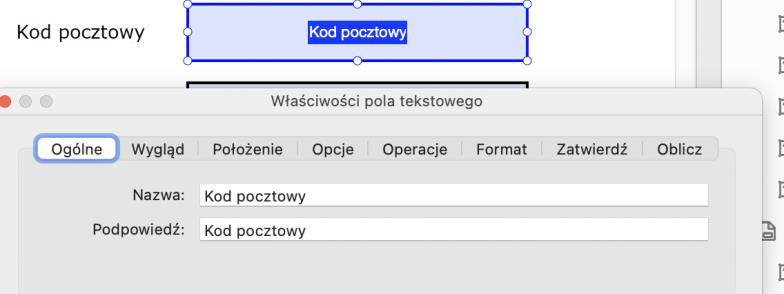 Kod pocztowy Kod pocztowy
Właściwości pola tekstowego
Ogólne Wygląd Położenie Opcje Operacje Format Zatwierdź Oblicz
Nazwa: Kod pocztowy
Podpowiedź: Kod pocztowy